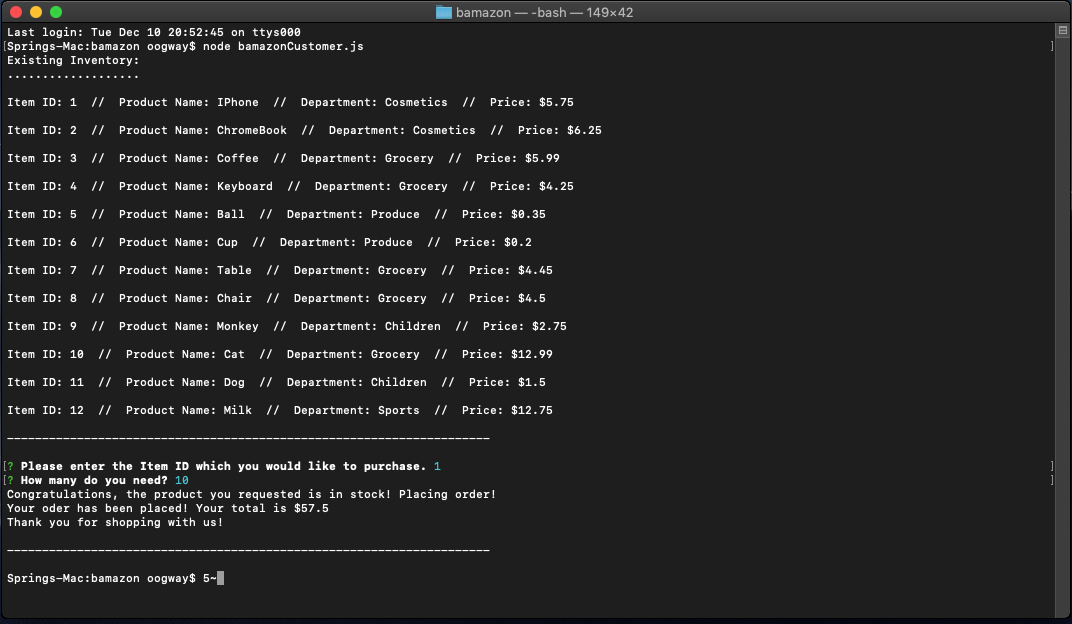 bamazon — -bash — 149×42
Last login: Tue Dec 10 20:52:45 on ttys000
[Springs-Mac:bamazon oogway$ node bamazonCustomer.js ]
Existing Inventory:
...................
Item ID: 1  //  Product Name: IPhone  //  Department: Cosmetics  //  Price: $5.75
Item ID: 2  //  Product Name: ChromeBook  //  Department: Cosmetics  //  Price: $6.25
Item ID: 3  //  Product Name: Coffee  //  Department: Grocery  //  Price: $5.99
Item ID: 4  //  Product Name: Keyboard  //  Department: Grocery  //  Price: $4.25
Item ID: 5  //  Product Name: Ball  //  Department: Produce  //  Price: $0.35
Item ID: 6  //  Product Name: Cup  //  Department: Produce  //  Price: $0.2
Item ID: 7  //  Product Name: Table  //  Department: Grocery  //  Price: $4.45
Item ID: 8  //  Product Name: Chair  //  Department: Grocery  //  Price: $4.5
Item ID: 9  //  Product Name: Monkey  //  Department: Children  //  Price: $2.75
Item ID: 10  //  Product Name: Cat  //  Department: Grocery  //  Price: $12.99
Item ID: 11  //  Product Name: Dog  //  Department: Children  //  Price: $1.5
Item ID: 12  //  Product Name: Milk  //  Department: Sports  //  Price: $12.75
---------------------------------------------------------------------
[? Please enter the Item ID which you would like to purchase. 1 ]
[? How many do you need? 10 ]
Congratulations, the product you requested is in stock! Placing order!
Your oder has been placed! Your total is $57.5
Thank you for shopping with us!
---------------------------------------------------------------------
Springs-Mac:bamazon oogway$ 5~